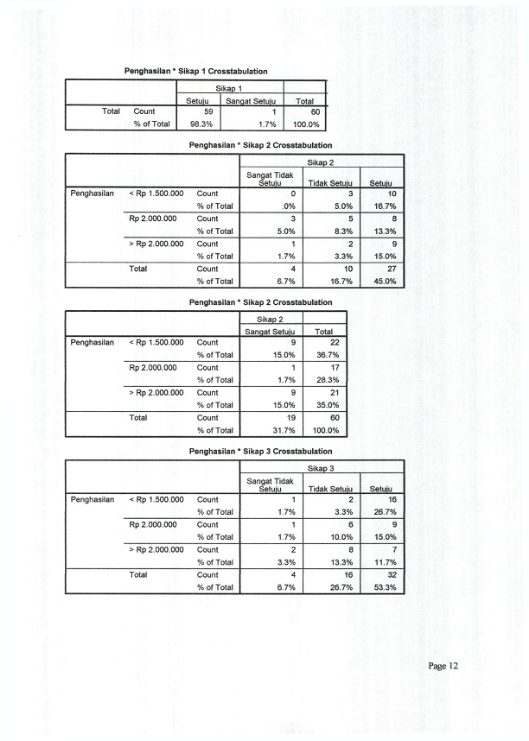 Penghasilan * Sikap 1 Crosstabulation
Sikap 1
Setuju Sangat Setuju Total
Total Count 59 1 60
% of Total 98.3% 1.7% 100.0%
Penghasilan * Sikap 2 Crosstabulation
Sikap 2
Sangat Tidak
Setuju Tidak Setuju Setuju
Penghasilan < Rp 1.500.000 Count 0 3 10
% of Total .0% 5.0% 16.7%
Rp 2.000.000 Count 3 5 8
% of Total 5.0% 8.3% 13.3%
> Rp 2.000.000 Count 1 2 9
% of Total 1.7% 3.3% 15.0%
Total Count 4 10 27
% of Total 6.7% 16.7% 45.0%
Penghasilan * Sikap 2 Crosstabulation
Sikap 2
Sangat Setuju Total
Penghasilan < Rp 1.500.000 Count 9 22
% of Total 15.0% 36.7%
Rp 2.000.000 Count 1 17
% of Total 1.7% 28.3%
> Rp 2.000.000 Count 9 21
% of Total 15.0% 35.0%
Total Count 19 60
% of Total 31.7% 100.0%
Penghasilan * Sikap 3 Crosstabulation
Sikap 3
Sangat Tidak
Setuju Tidak Setuju Setuju
Penghasilan < Rp 1.500.000 Count 1 2 16
% of Total 1.7% 3.3% 26.7%
Rp 2.000.000 Count 1 6 9
% of Total 1.7% 10.0% 15.0%
> Rp 2.000.000 Count 2 8 7
% of Total 3.3% 13.3% 11.7%
Total Count 4 16 32
% of Total 6.7% 26.7% 53.3%
Page 12